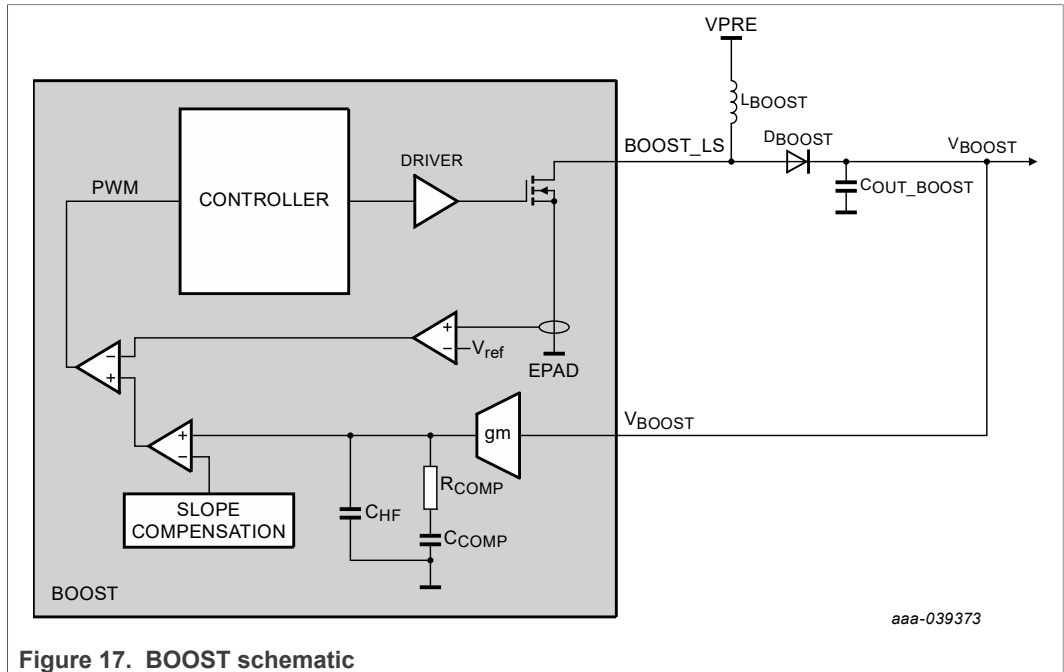 VPRE
LBOOST
DBOOST
BOOST_LS
VBOOST
COUT_BOOST
DRIVER
PWM
CONTROLLER
+
−
Vref
EPAD
−
+
VBOOST
gm
+
−
RCOMP
SLOPE
COMPENSATION
CHF
CCOMP
BOOST
aaa-039373
Figure 17. BOOST schematic